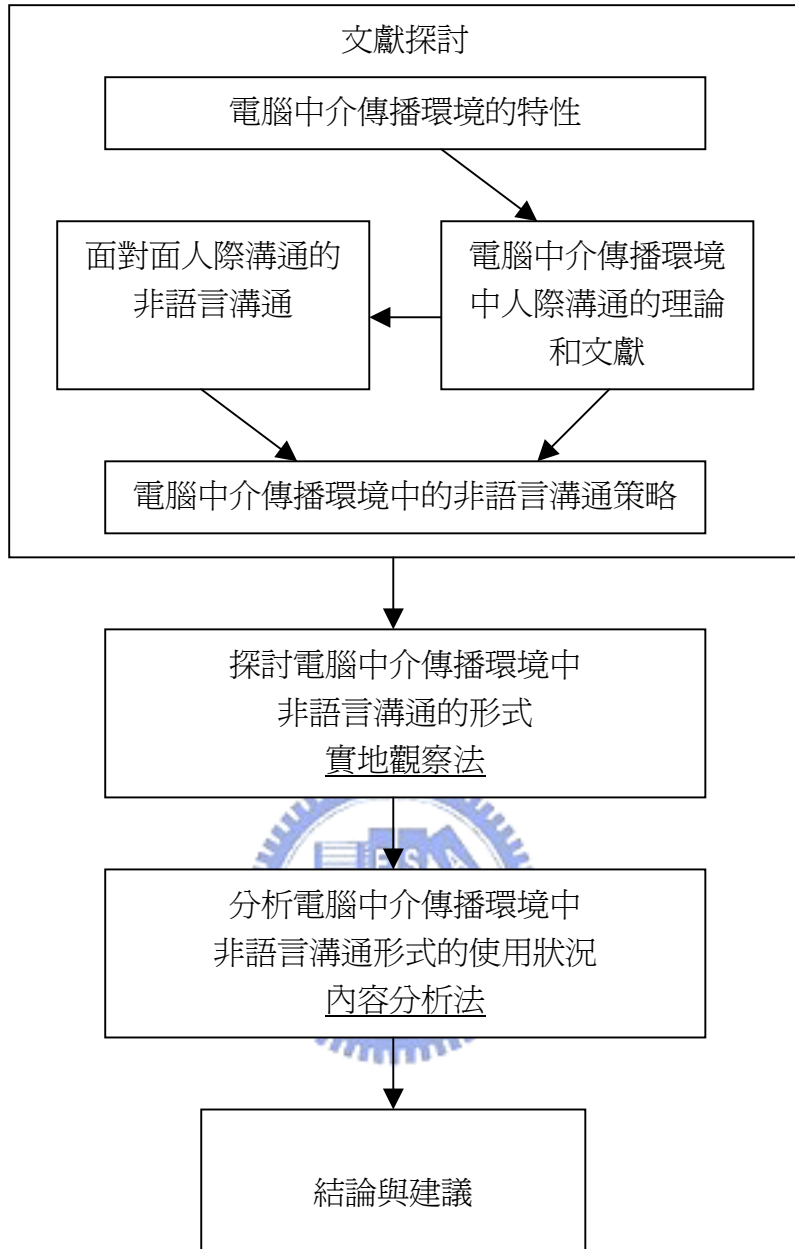 文獻探討
電腦中介傳播環境的特性
面對面人際溝通的
非語言溝通
電腦中介傳播環境
中人際溝通的理論
和文獻
電腦中介傳播環境中的非語言溝通策略
探討電腦中介傳播環境中
非語言溝通的形式
實地觀察法
分析電腦中介傳播環境中
非語言溝通形式的使用狀況
內容分析法
結論與建議